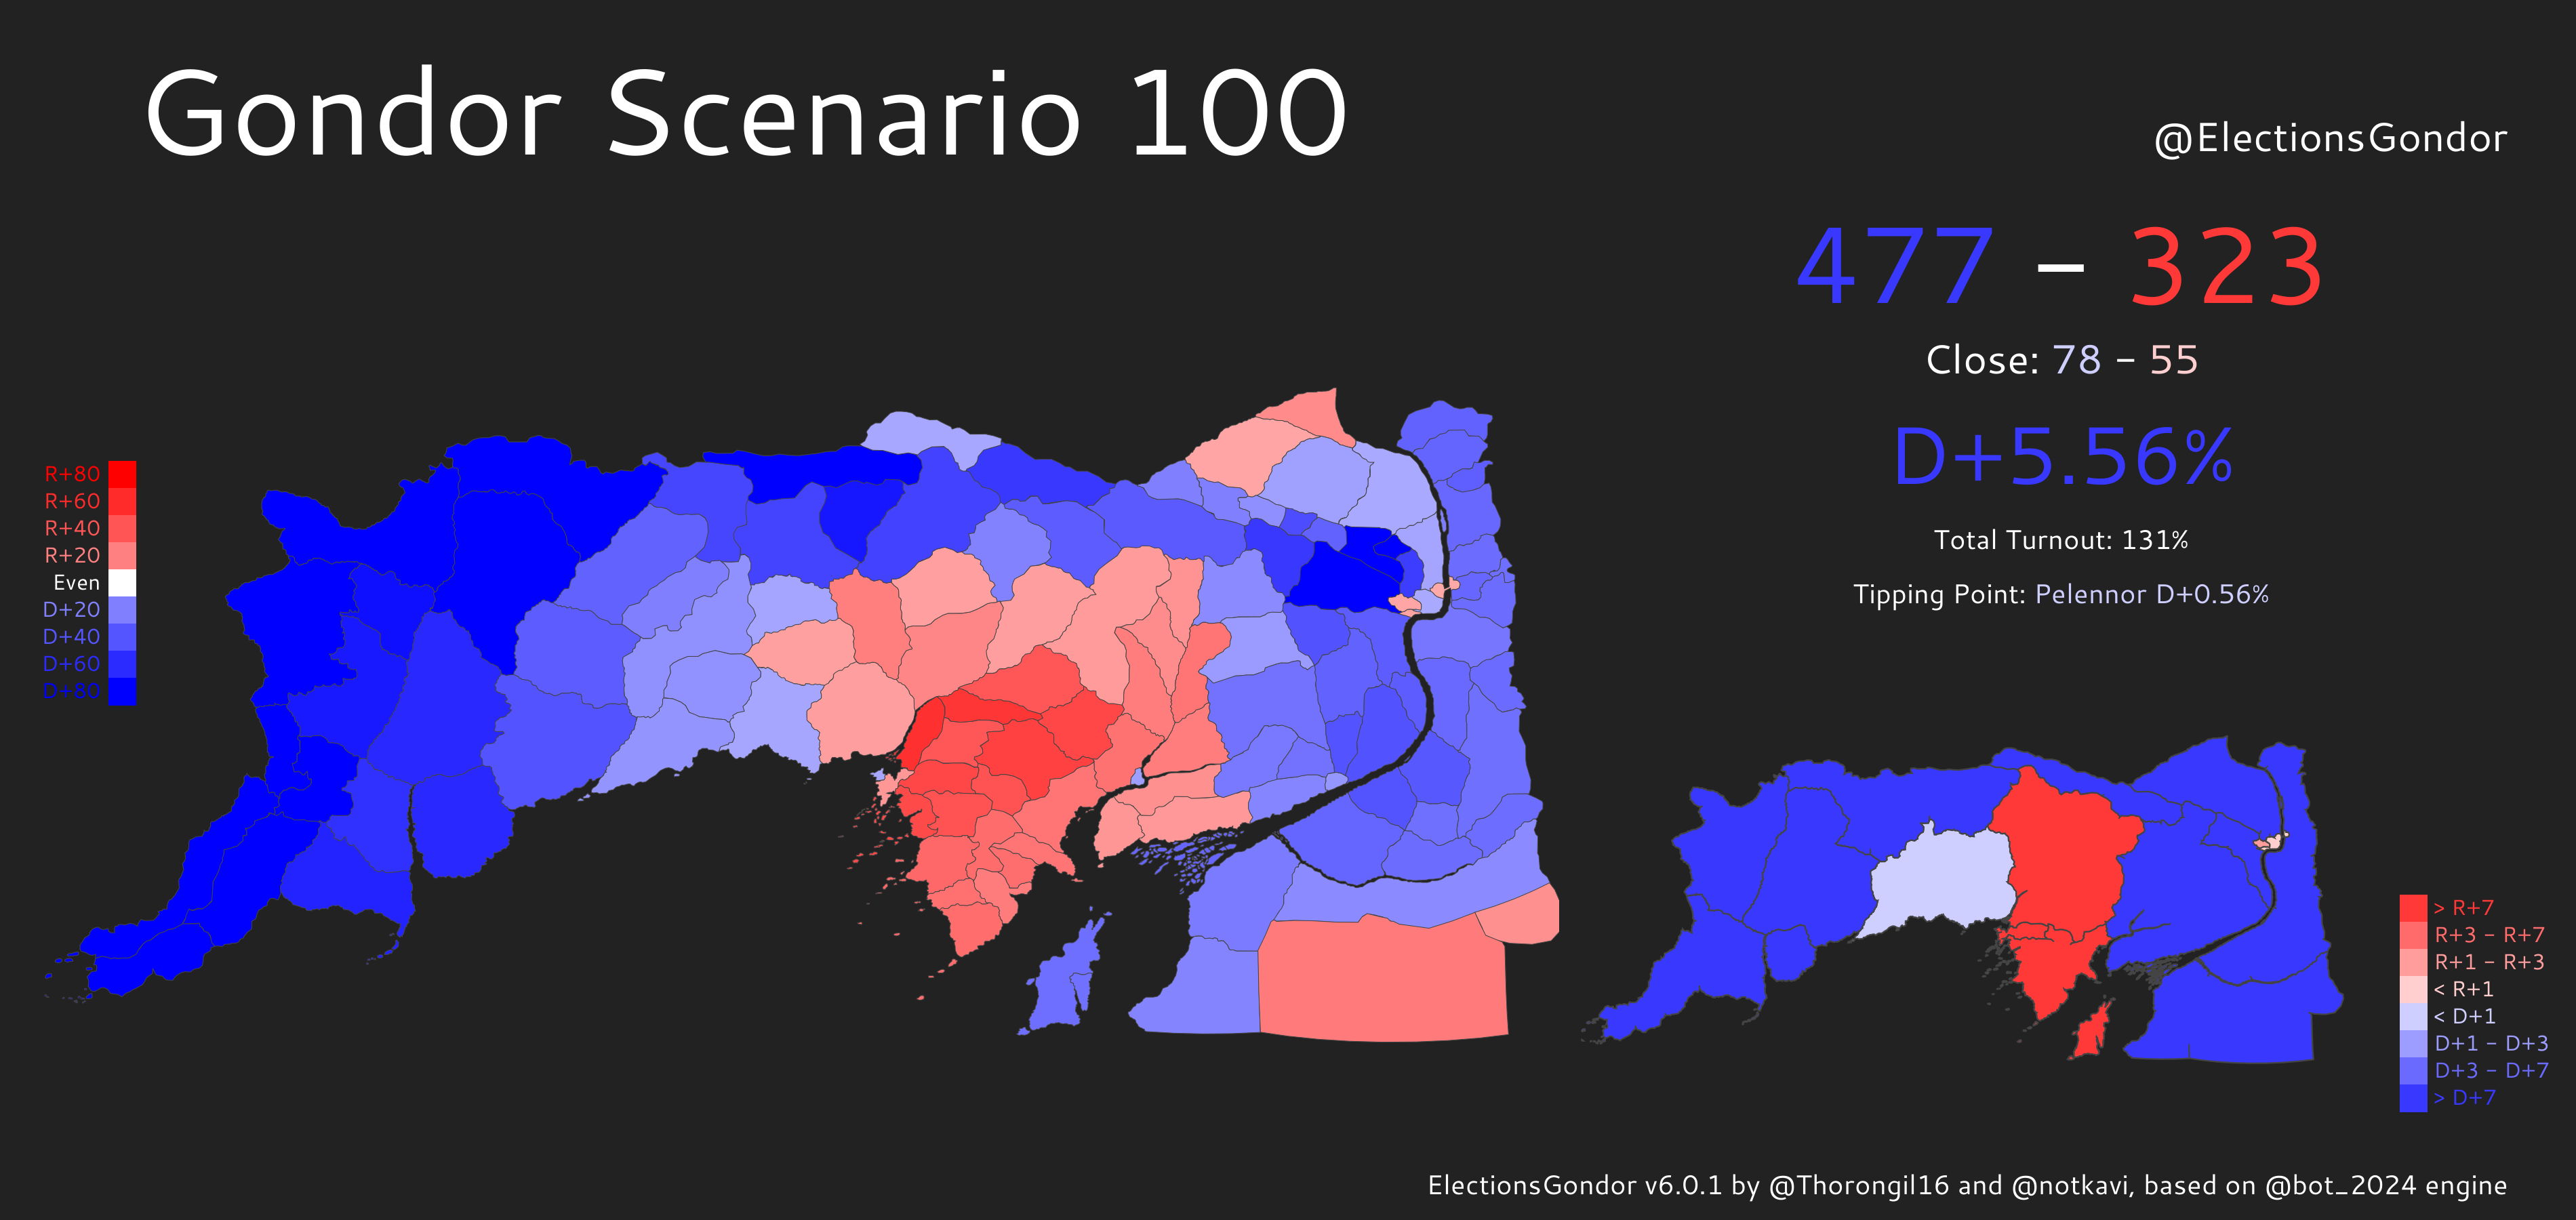 Gondor Scenario 100
@ElectionsGondor
477 - 323
Close: 78 - 55
D+5.56%
Total Turnout: 131%
Tipping Point: Pelennor D+0.56%
R+80
R+60
R+40
R+20
Even
D+20
D+40
D+60
D+80
> R+7
R+3 - R+7
R+1 - R+3
< R+1
< D+1
D+1 - D+3
D+3 - D+7
> D+7
ElectionsGondor v6.0.1 by @Thorongil16 and @notkavi, based on @bot_2024 engine